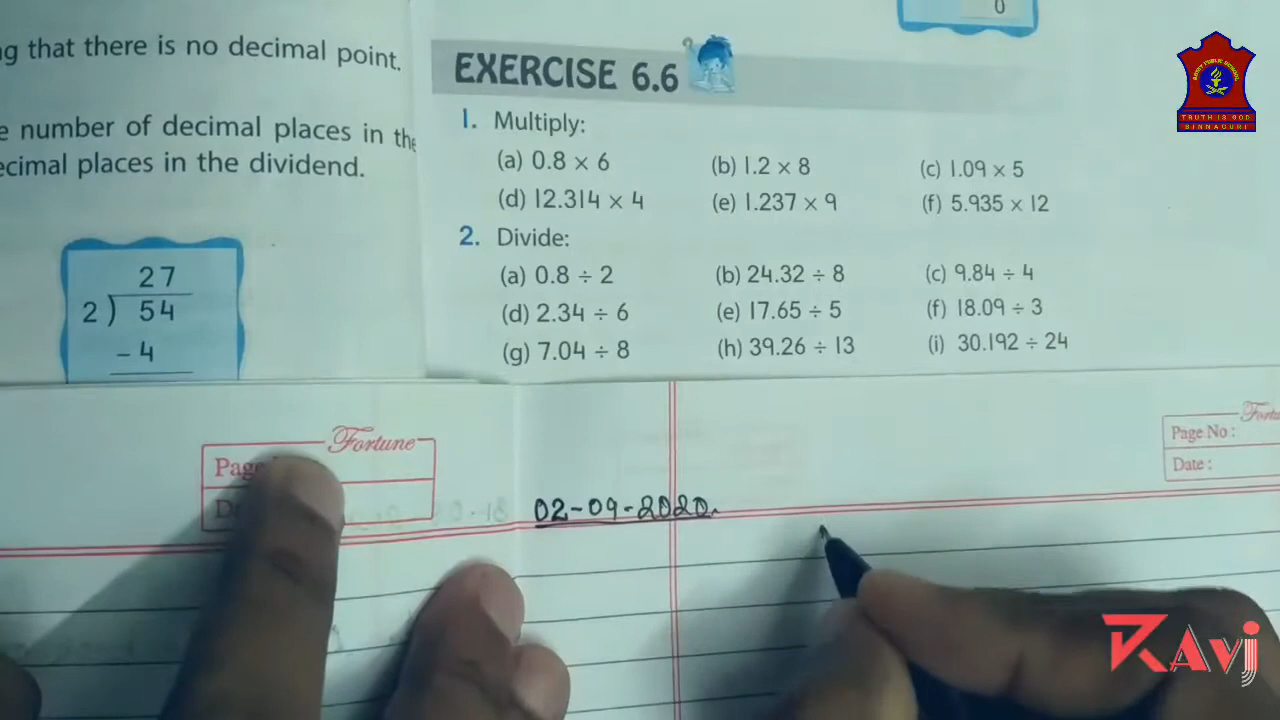 0
g that there is no decimal point.
e number of decimal places in the
ecimal places in the dividend.
27
2 ) 54
– 4
EXERCISE 6.6
1. Multiply:
(a) 0.8 × 6 (b) 1.2 × 8 (c) 1.09 × 5
(d) 12.314 × 4 (e) 1.237 × 9 (f) 5.935 × 12
2. Divide:
(a) 0.8 ÷ 2 (b) 24.32 ÷ 8 (c) 9.84 ÷ 4
(d) 2.34 ÷ 6 (e) 17.65 ÷ 5 (f) 18.09 ÷ 3
(g) 7.04 ÷ 8 (h) 39.26 ÷ 13 (i) 30.192 ÷ 24
TRUTH IS GOD
BINNAGURI
Fortune
Pag
02-09-2020.
Page No :
Date :
RAvj